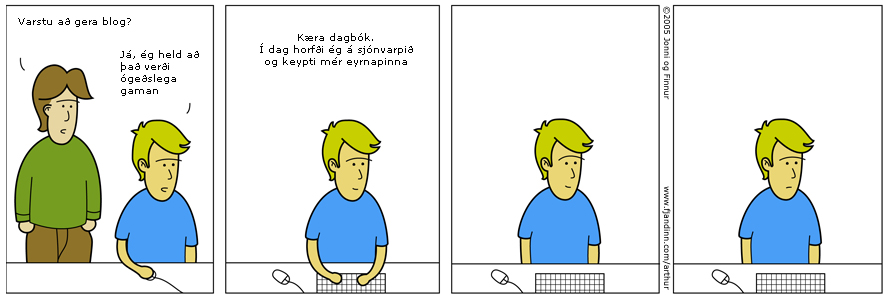 Varstu að gera blog?
Já, ég held að
það verði
ógeðslega
gaman
Kæra dagbók.
Í dag horfði ég á sjónvarpið
og keypti mér eyrnapinna
©2005 Jonni og Finnur
www.fjandinn.com/arthur